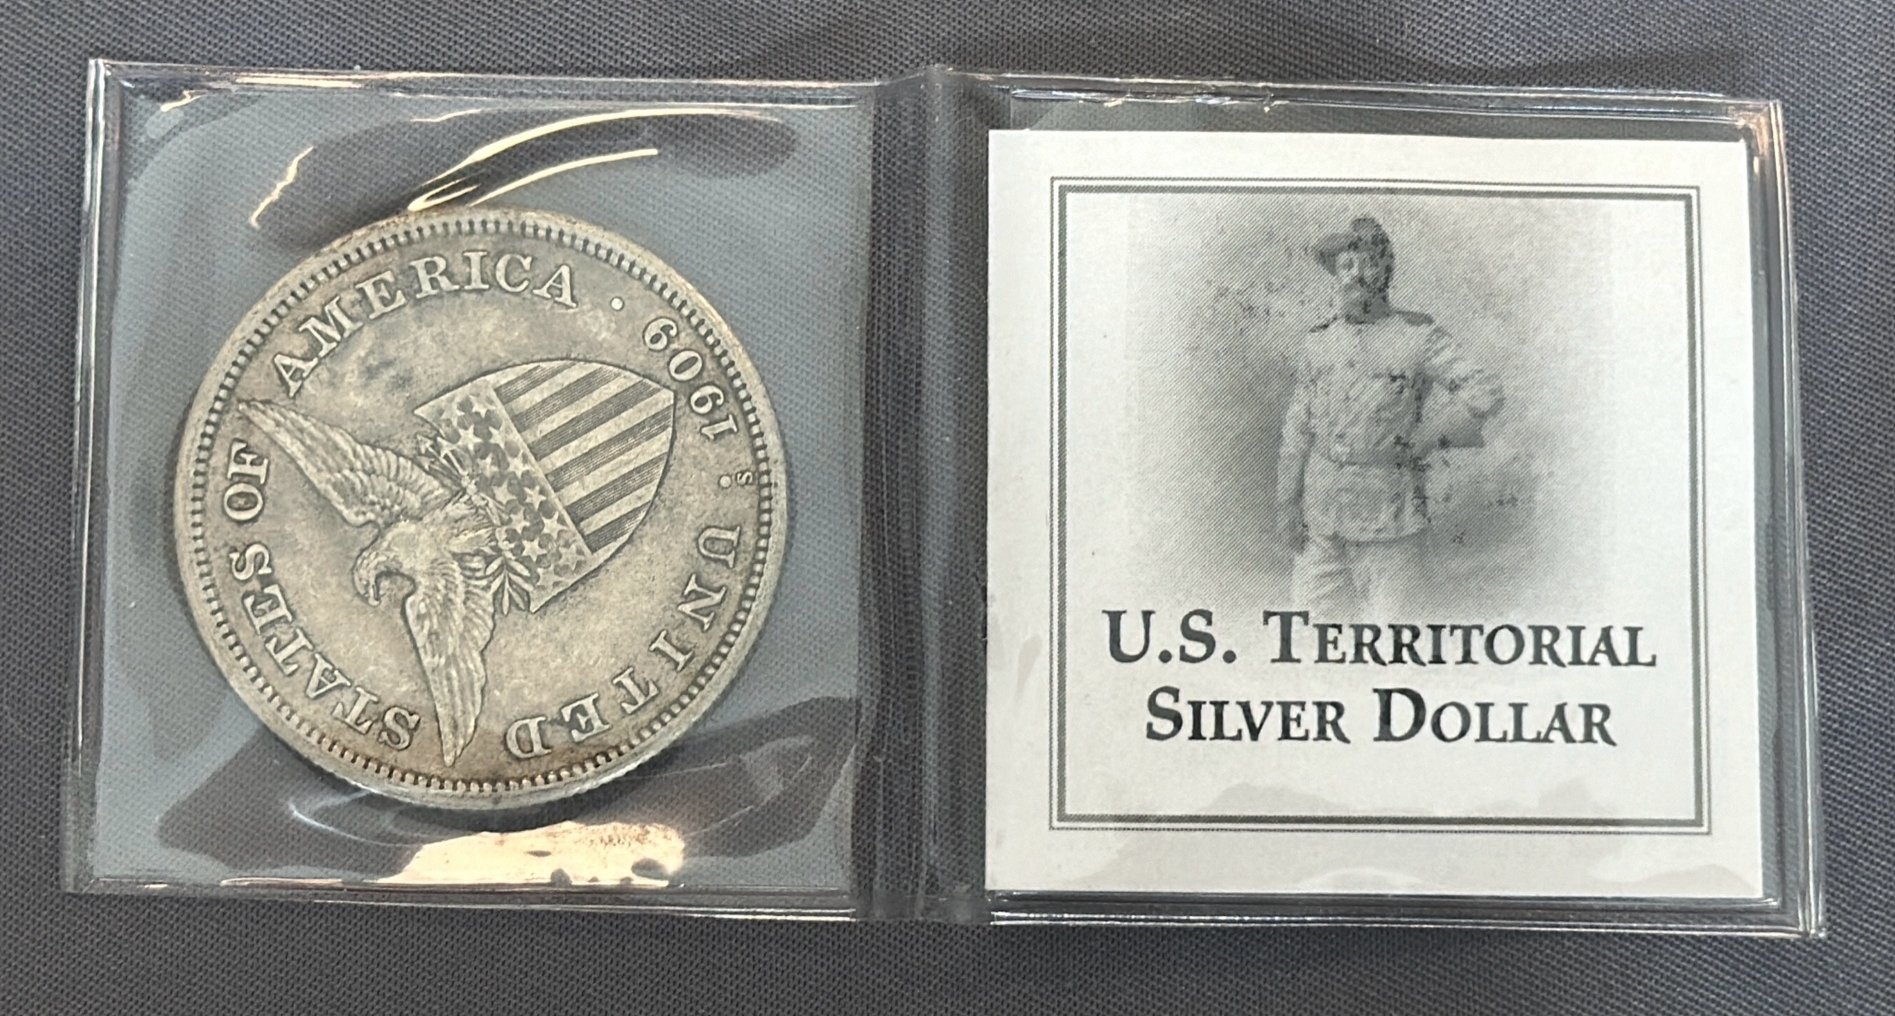 UNITED STATES OF AMERICA
· 1909 ·
S
U.S. TERRITORIAL
SILVER DOLLAR